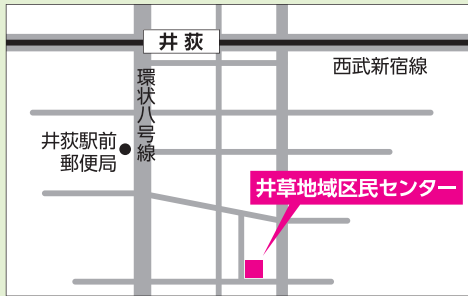 井荻
西武新宿線
環状八号線
井荻駅前
郵便局
井草地域区民センター